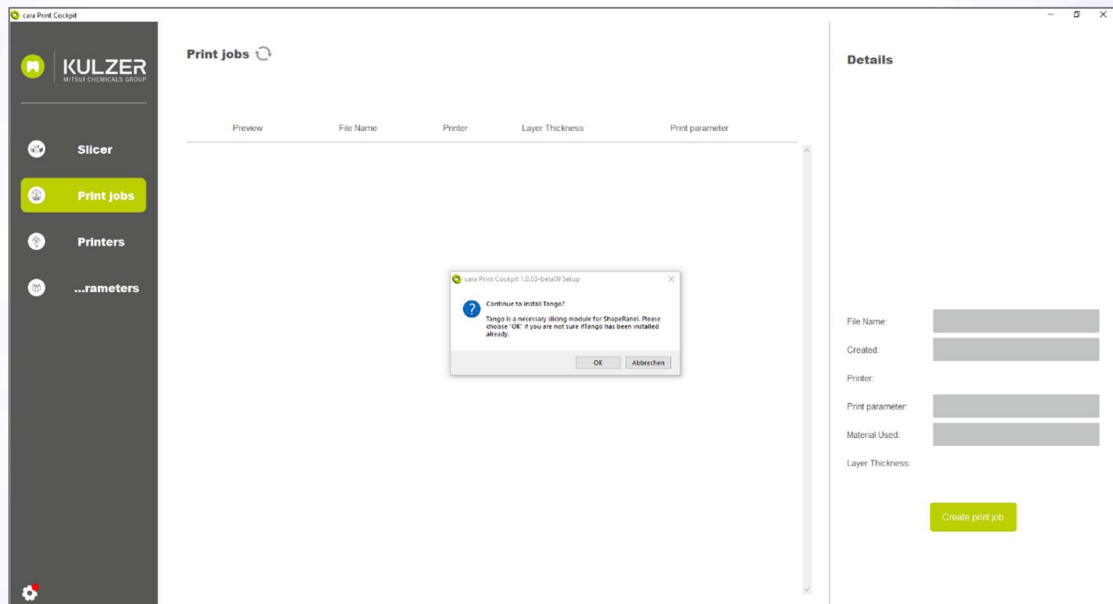 cara Print Cockpit
KULZER
MITSUI CHEMICALS GROUP
Slicer
Print jobs
Printers
...rameters
Print jobs
Preview File Name Printer Layer Thickness Print parameter
cara Print Cockpit 1.0.03-beta09 Setup
Continue to install Tango?
Tango is a necessary slicing module for ShapeRanel. Please
choose 'OK' if you are not sure ifTango has been installed
already.
OK Abbrechen
Details
File Name:
Created:
Printer:
Print parameter:
Material Used:
Layer Thickness:
Create print job